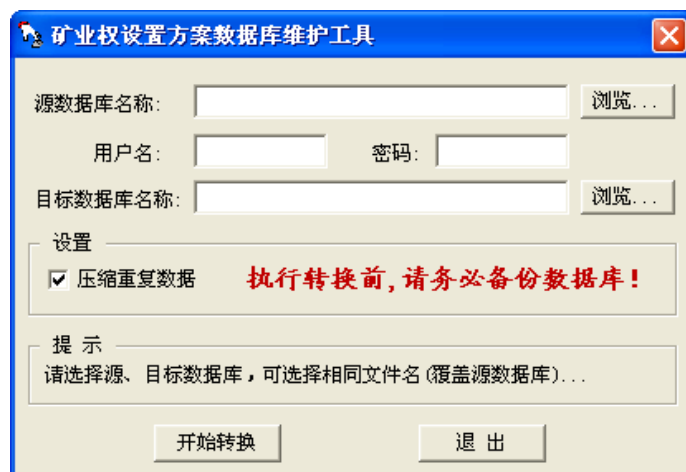 矿业权设置方案数据库维护工具
源数据库名称: 浏览...
用户名: 密码:
目标数据库名称: 浏览...
设置
压缩重复数据 执行转换前,请务必备份数据库!
提 示
请选择源、目标数据库，可选择相同文件名(覆盖源数据库)...
开始转换 退 出